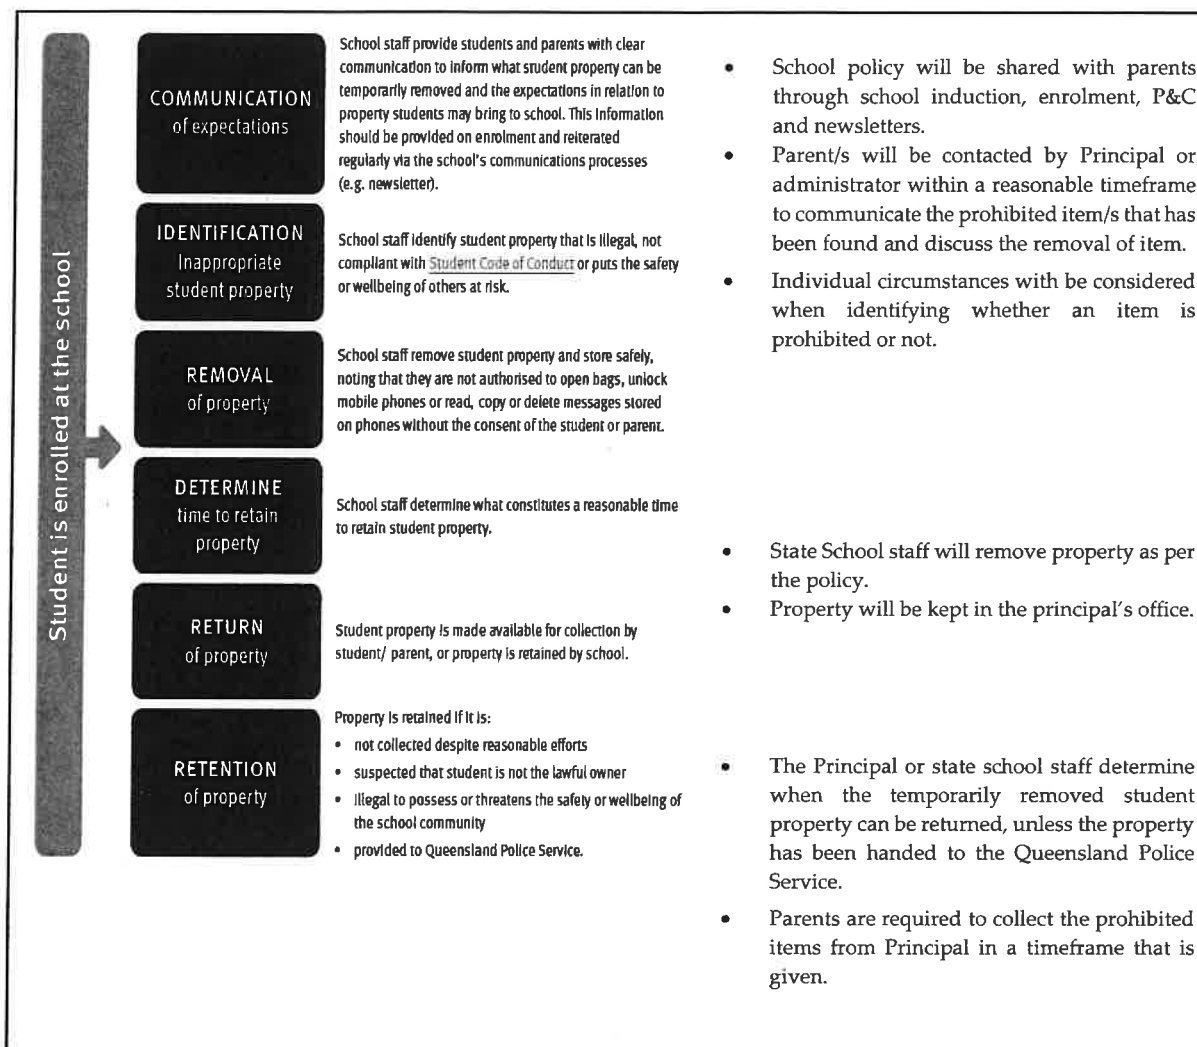 Student is enrolled at the school
COMMUNICATION
of expectations
School staff provide students and parents with clear
communication to inform what student property can be
temporarily removed and the expectations in relation to
property students may bring to school. This information
should be provided on enrolment and reiterated
regularly via the school's communications processes
(e.g. newsletter).
IDENTIFICATION
Inappropriate
student property
School staff identify student property that is illegal, not
compliant with Student Code of Conduct or puts the safety
or wellbeing of others at risk.
REMOVAL
of property
School staff remove student property and store safely,
noting that they are not authorised to open bags, unlock
mobile phones or read, copy or delete messages stored
on phones without the consent of the student or parent.
DETERMINE
time to retain
property
School staff determine what constitutes a reasonable time
to retain student property.
RETURN
of property
Student property is made available for collection by
student/ parent, or property is retained by school.
RETENTION
of property
Property is retained if it is:
• not collected despite reasonable efforts
• suspected that student is not the lawful owner
• illegal to possess or threatens the safety or wellbeing of
the school community
• provided to Queensland Police Service.
• School policy will be shared with parents
through school induction, enrolment, P&C
and newsletters.
• Parent/s will be contacted by Principal or
administrator within a reasonable timeframe
to communicate the prohibited item/s that has
been found and discuss the removal of item.
• Individual circumstances with be considered
when identifying whether an item is
prohibited or not.
• State School staff will remove property as per
the policy.
• Property will be kept in the principal's office.
• The Principal or state school staff determine
when the temporarily removed student
property can be returned, unless the property
has been handed to the Queensland Police
Service.
• Parents are required to collect the prohibited
items from Principal in a timeframe that is
given.